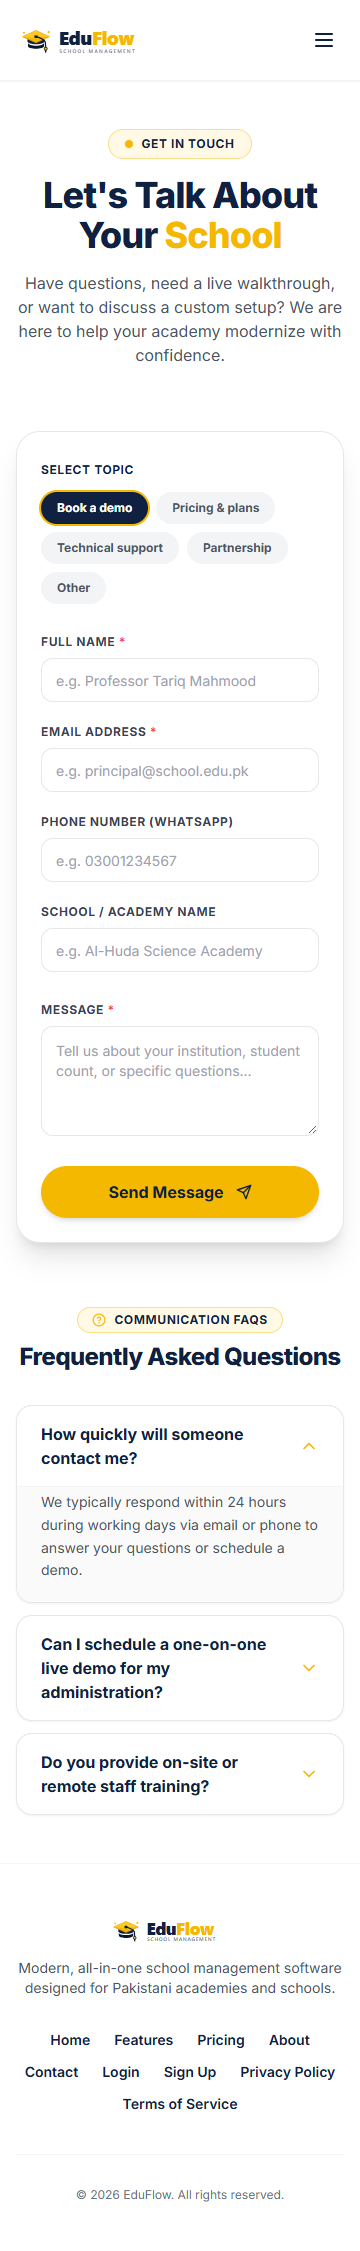 EduFlow
SCHOOL MANAGEMENT
GET IN TOUCH
Let's Talk About
Your School
Have questions, need a live walkthrough,
or want to discuss a custom setup? We are
here to help your academy modernize with
confidence.
SELECT TOPIC
Book a demo
Pricing & plans
Technical support
Partnership
Other
FULL NAME *
e.g. Professor Tariq Mahmood
EMAIL ADDRESS *
e.g. principal@school.edu.pk
PHONE NUMBER (WHATSAPP)
e.g. 03001234567
SCHOOL / ACADEMY NAME
e.g. Al-Huda Science Academy
MESSAGE *
Tell us about your institution, student
count, or specific questions...
Send Message
COMMUNICATION FAQS
Frequently Asked Questions
How quickly will someone
contact me?
We typically respond within 24 hours
during working days via email or phone to
answer your questions or schedule a
demo.
Can I schedule a one-on-one
live demo for my
administration?
Do you provide on-site or
remote staff training?
EduFlow
SCHOOL MANAGEMENT
Modern, all-in-one school management software
designed for Pakistani academies and schools.
Home Features Pricing About
Contact Login Sign Up Privacy Policy
Terms of Service
© 2026 EduFlow. All rights reserved.